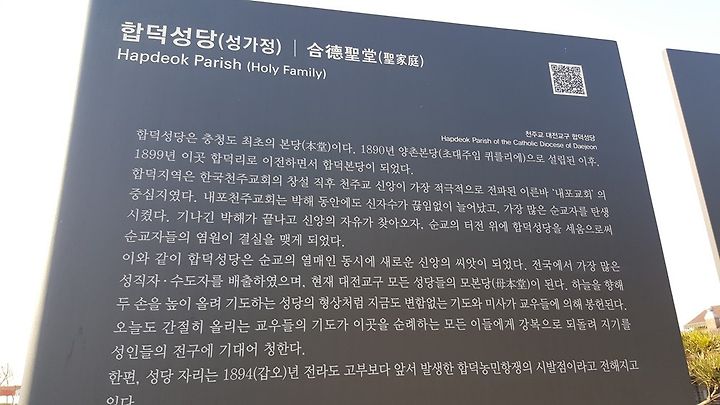 합덕성당(성가정) | 合德聖堂(聖家庭)
Hapdeok Parish (Holy Family)
천주교 대전교구 합덕성당
Hapdeok Parish of the Catholic Diocese of Daejeon
합덕성당은 충청도 최초의 본당(本堂)이다. 1890년 양촌본당(초대주임 퀴를리에)으로 설립된 이후,
1899년 이곳 합덕리로 이전하면서 합덕본당이 되었다.
합덕지역은 한국천주교회의 창설 직후 천주교 신앙이 가장 적극적으로 전파된 이른바 '내포교회'의
중심지였다. 내포천주교회는 박해 동안에도 신자수가 끊임없이 늘어났고, 가장 많은 순교자를 탄생
시켰다. 기나긴 박해가 끝나고 신앙의 자유가 찾아오자, 순교의 터전 위에 합덕성당을 세움으로써
순교자들의 염원이 결실을 맺게 되었다.
이와 같이 합덕성당은 순교의 열매인 동시에 새로운 신앙의 씨앗이 되었다. 전국에서 가장 많은
성직자·수도자를 배출하였으며, 현재 대전교구 모든 성당들의 모본당(母本堂)이 된다. 하늘을 향해
두 손을 높이 올려 기도하는 성당의 형상처럼 지금도 변함없는 기도와 미사가 교우들에 의해 봉헌된다.
오늘도 간절히 올리는 교우들의 기도가 이곳을 순례하는 모든 이들에게 강복으로 되돌려 지기를
성인들의 전구에 기대어 청한다.
한편, 성당 자리는 1894(갑오)년 전라도 고부보다 앞서 발생한 합덕농민항쟁의 시발점이라고 전해지고
있다.